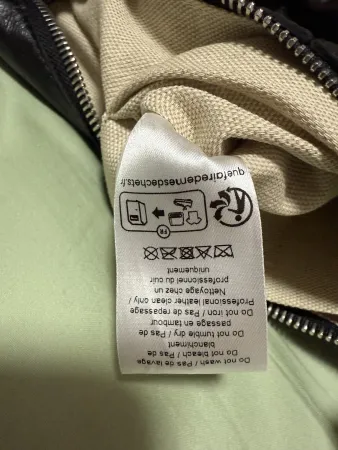 Do not wash / Pas de lavage
Do not bleach / Pas de
blanchiment
Do not tumble dry / Pas de
passage en tambour
Do not iron / Pas de repassage
Professional leather clean only /
Nettoyage chez un
professionnel du cuir
uniquement
FR
quefairedemesdechets.fr